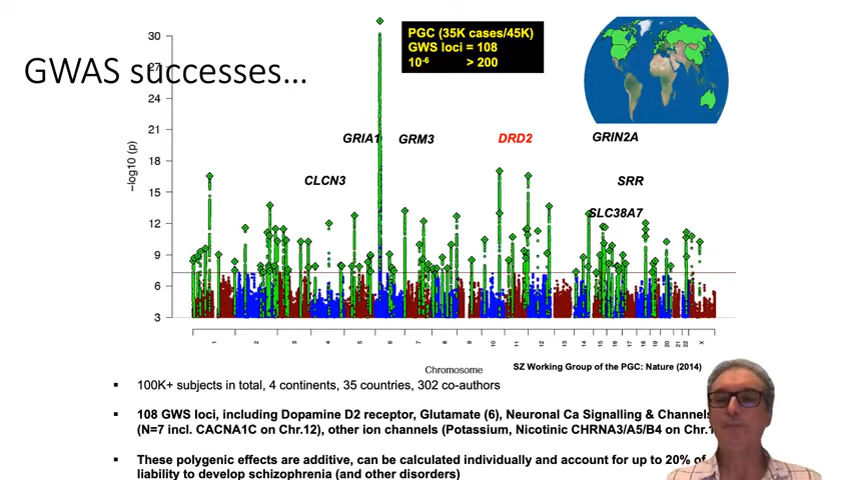 GWAS successes...
PGC (35K cases/45K)
GWS loci = 108
10-6 > 200
30
27
24
21
18
15
12
9
6
3
−log10 (p)
GRIA1 GRM3 DRD2 GRIN2A
CLCN3 SRR
SLC38A7
1 2 3 4 5 6 7 8 9 10 11 12 13 14 15 16 17 18 19 20 21 22 X
Chromosome
SZ Working Group of the PGC: Nature (2014)
▪ 100K+ subjects in total, 4 continents, 35 countries, 302 co-authors
▪ 108 GWS loci, including Dopamine D2 receptor, Glutamate (6), Neuronal Ca Signalling & Channels
(N=7 incl. CACNA1C on Chr.12), other ion channels (Potassium, Nicotinic CHRNA3/A5/B4 on Chr.
▪ These polygenic effects are additive, can be calculated individually and account for up to 20% of
liability to develop schizophrenia (and other disorders)